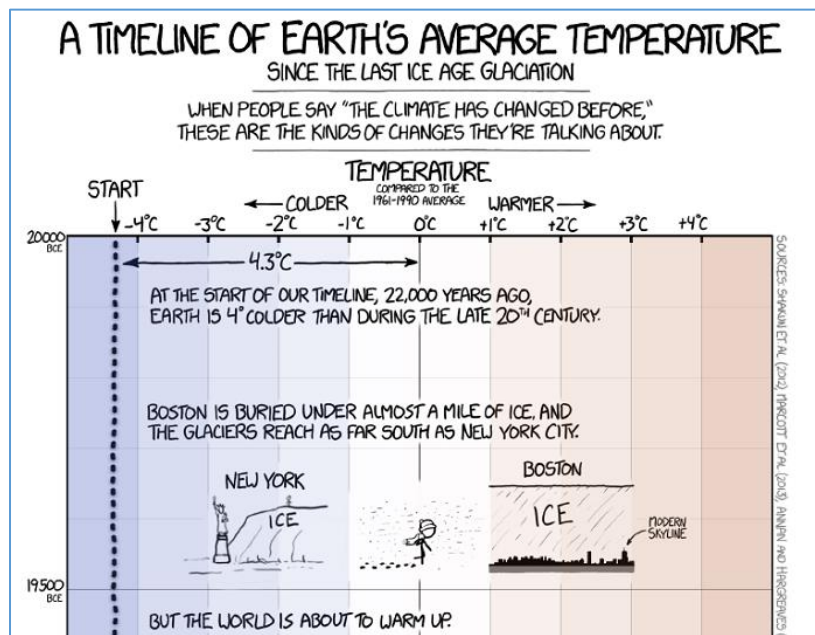 A TIMELINE OF EARTH'S AVERAGE TEMPERATURE
SINCE THE LAST ICE AGE GLACIATION
WHEN PEOPLE SAY "THE CLIMATE HAS CHANGED BEFORE,"
THESE ARE THE KINDS OF CHANGES THEY'RE TALKING ABOUT.
TEMPERATURE
COMPARED TO THE
1961-1990 AVERAGE
START
COLDER
WARMER
-4°C -3°C -2°C -1°C 0°C +1°C +2°C +3°C +4°C
20000
BCE
4.3°C
AT THE START OF OUR TIMELINE, 22,000 YEARS AGO,
EARTH IS 4° COLDER THAN DURING THE LATE 20TH CENTURY.
BOSTON IS BURIED UNDER ALMOST A MILE OF ICE, AND
THE GLACIERS REACH AS FAR SOUTH AS NEW YORK CITY.
NEW YORK
ICE
BOSTON
ICE
MODERN
SKYLINE
19500
BCE
BUT THE WORLD IS ABOUT TO WARM UP.
SOURCES: SHAKUN ET AL (2012), MARCOTT ET AL (2013), ANNAN AND HARGREAVES